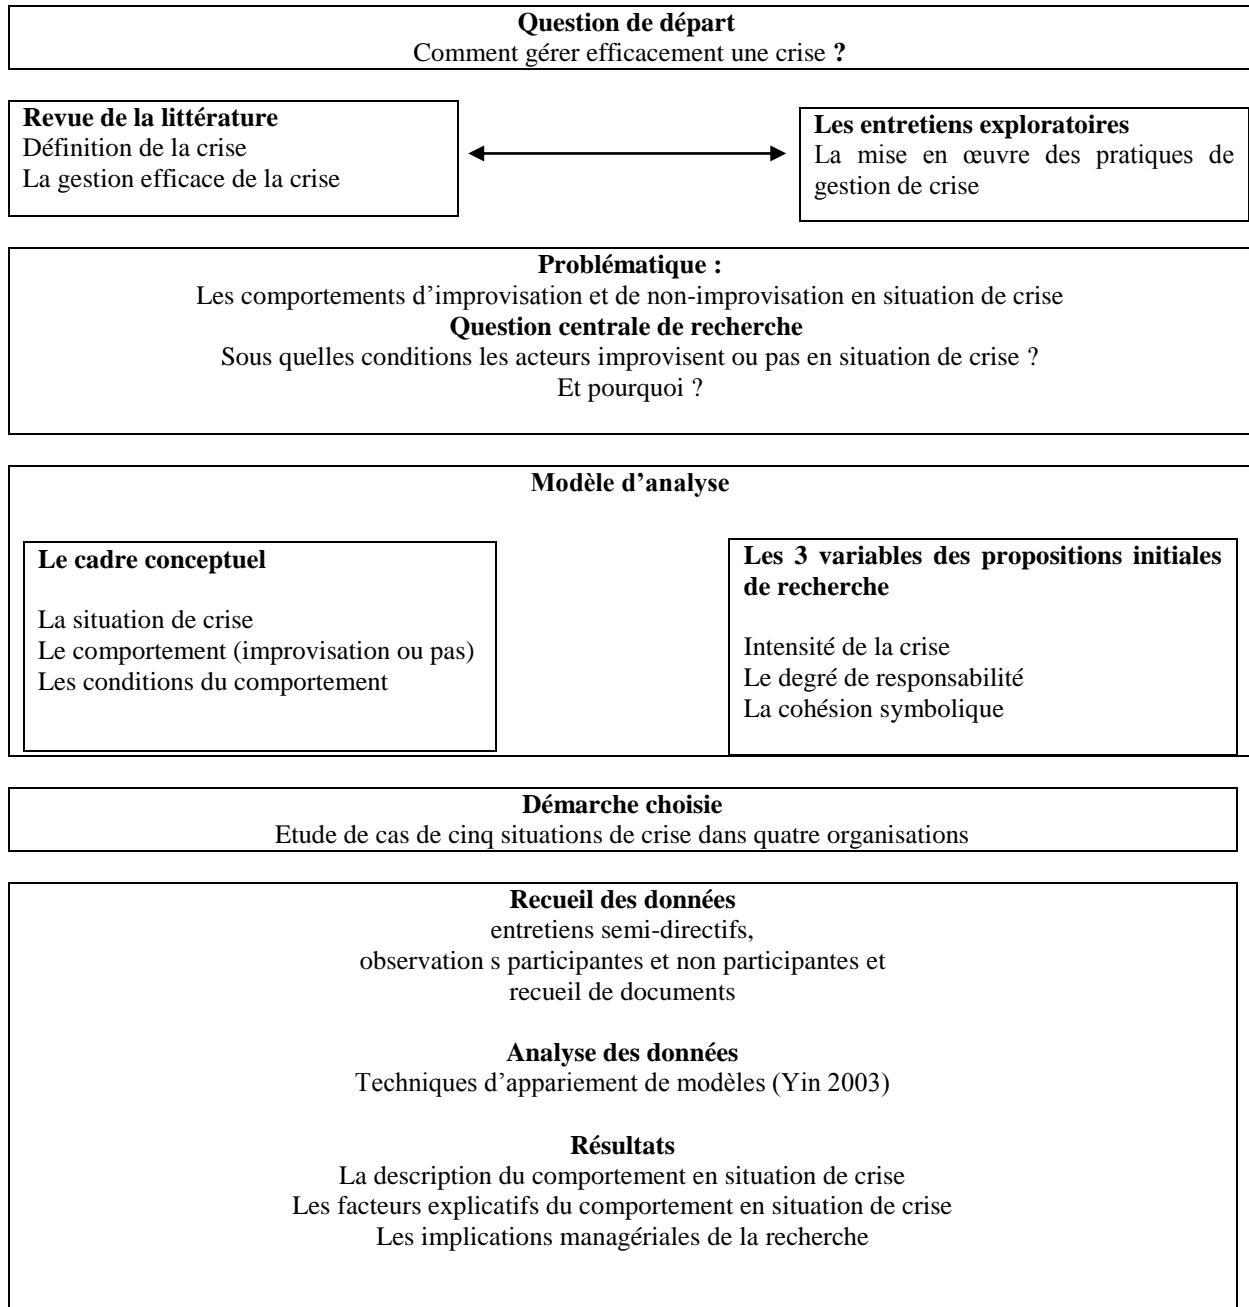 Question de départ
Comment gérer efficacement une crise ?
Revue de la littérature
Définition de la crise
La gestion efficace de la crise
Les entretiens exploratoires
La mise en œuvre des pratiques de
gestion de crise
Problématique :
Les comportements d’improvisation et de non-improvisation en situation de crise
Question centrale de recherche
Sous quelles conditions les acteurs improvisent ou pas en situation de crise ?
Et pourquoi ?
Modèle d’analyse
Le cadre conceptuel
La situation de crise
Le comportement (improvisation ou pas)
Les conditions du comportement
Les 3 variables des propositions initiales
de recherche
Intensité de la crise
Le degré de responsabilité
La cohésion symbolique
Démarche choisie
Etude de cas de cinq situations de crise dans quatre organisations
Recueil des données
entretiens semi-directifs,
observation s participantes et non participantes et
recueil de documents
Analyse des données
Techniques d’appariement de modèles (Yin 2003)
Résultats
La description du comportement en situation de crise
Les facteurs explicatifs du comportement en situation de crise
Les implications managériales de la recherche